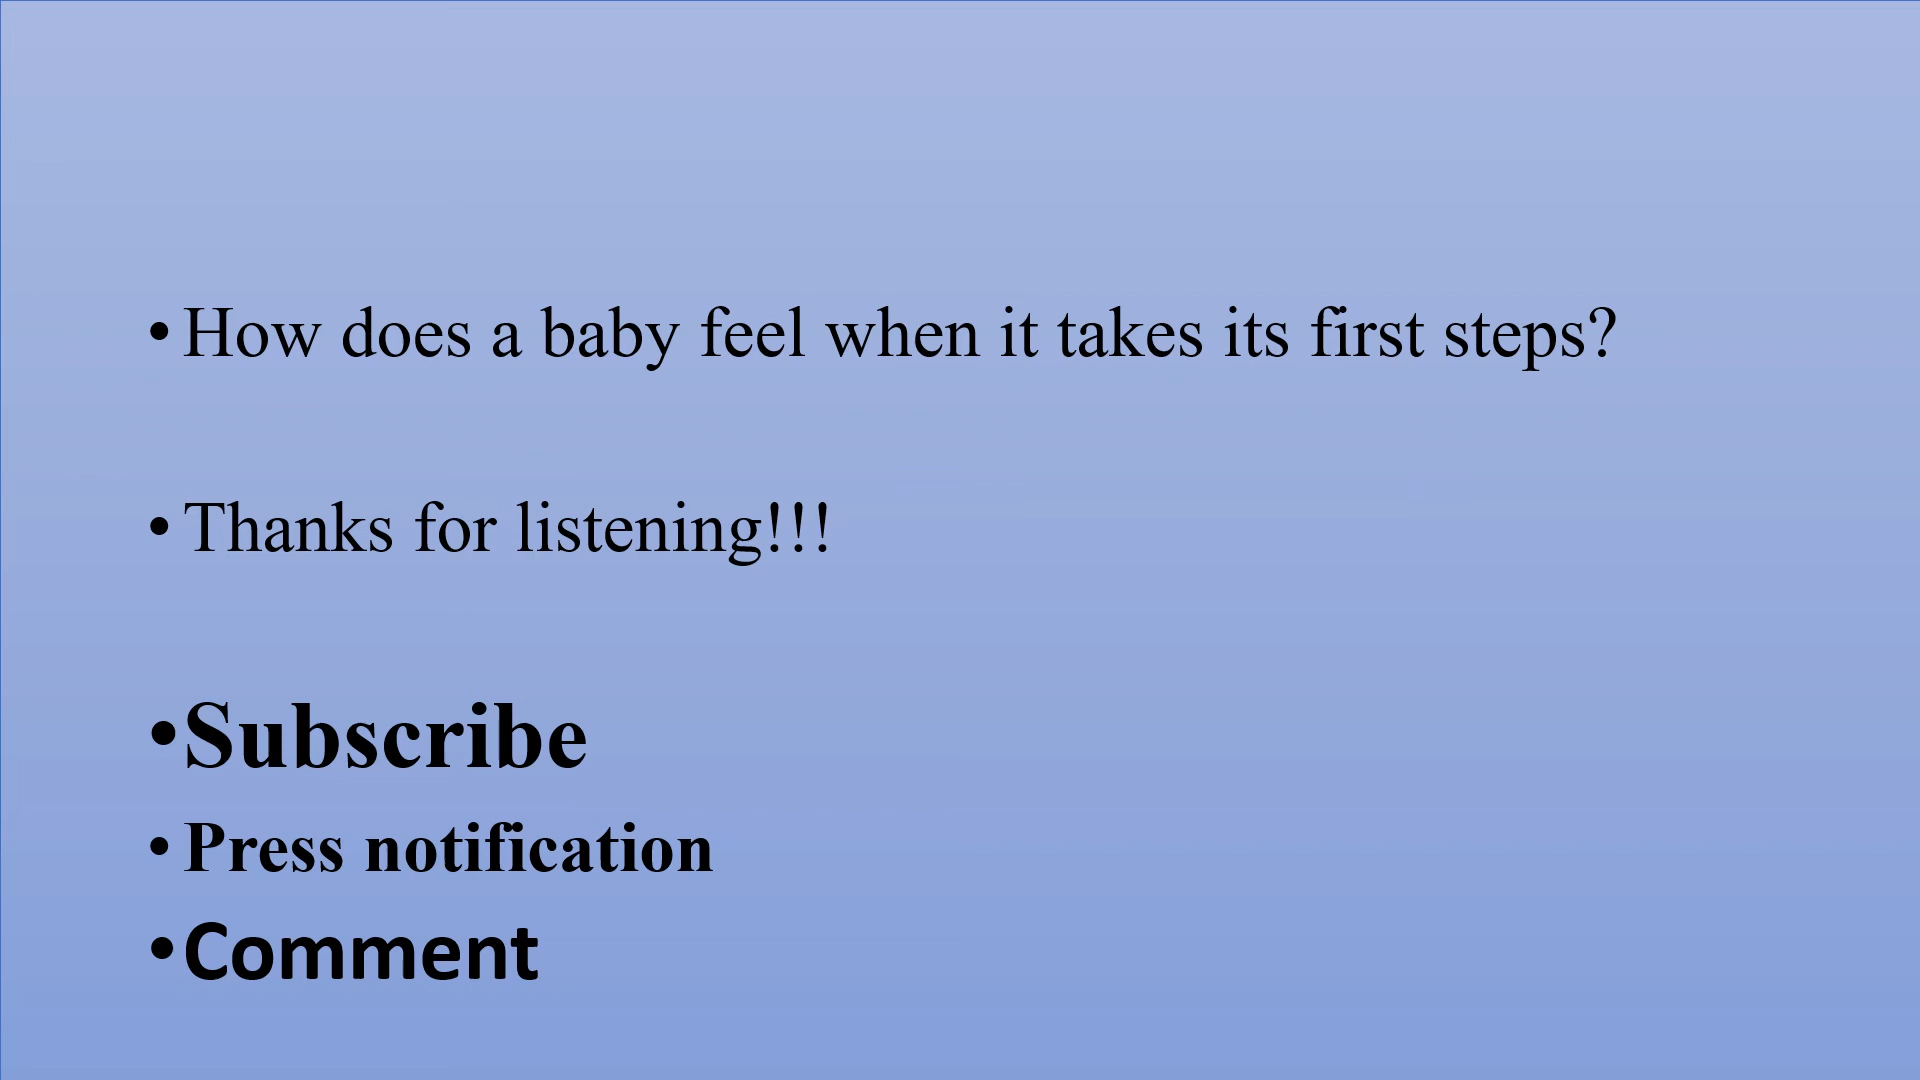 • How does a baby feel when it takes its first steps?
• Thanks for listening!!!
• Subscribe
• Press notification
• Comment